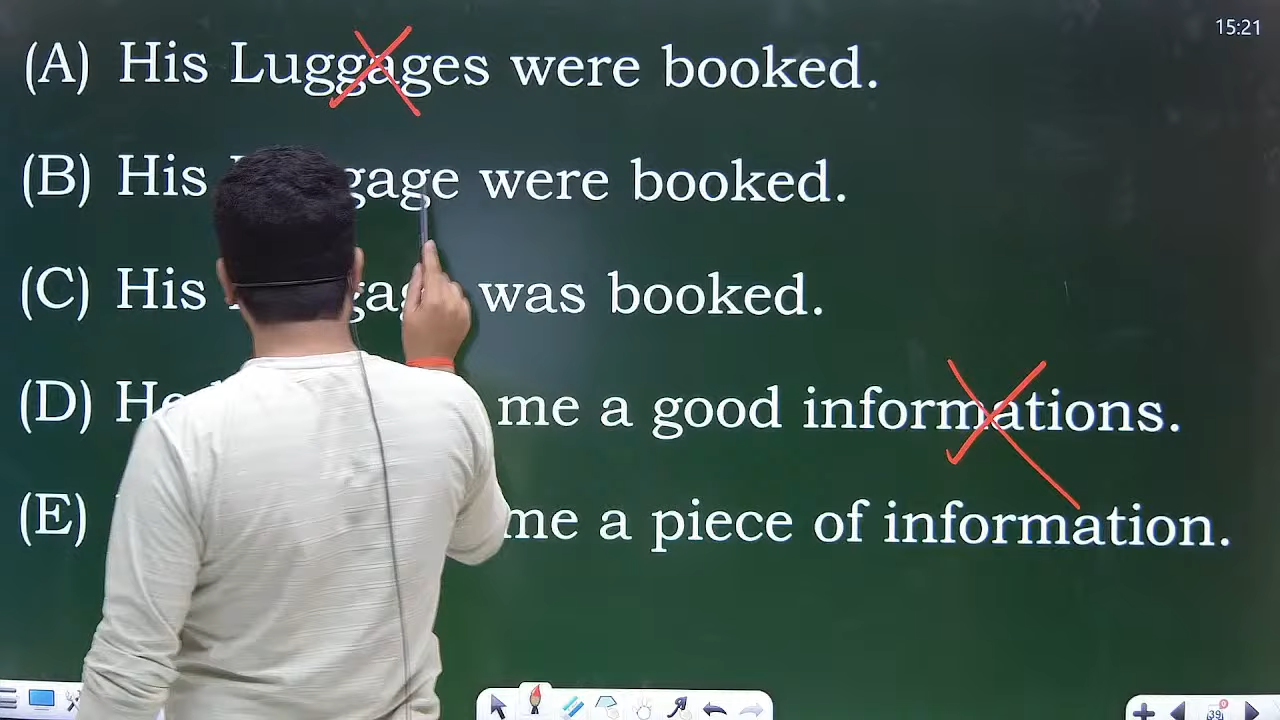 15:21
(A) His Luggages were booked.
(B) His were booked.
(C) His was booked.
(D) me a good informations.
(E) me a piece of information.
39